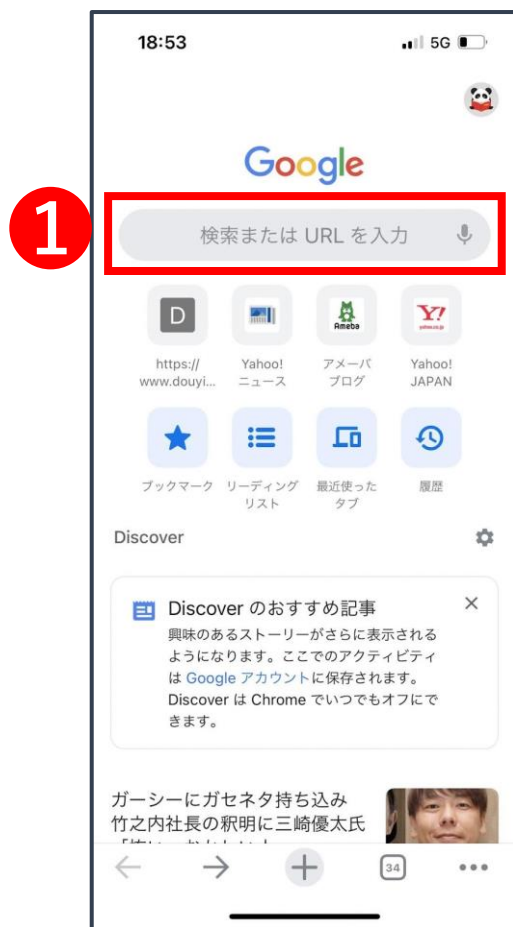 18:53
5G
Google
1
検索または URL を入力
D
Ameba
Y!
yahoo.co.jp
https://
www.douyi...
Yahoo!
ニュース
アメーバ
ブログ
Yahoo!
JAPAN
ブックマーク
リーディング
リスト
最近使った
タブ
履歴
Discover
Discover のおすすめ記事
興味のあるストーリーがさらに表示される
ようになります。ここでのアクティビティ
は Google アカウントに保存されます。
Discover は Chrome でいつでもオフにで
きます。
ガーシーにガセネタ持ち込み
竹之内社長の釈明に三崎優太氏
34